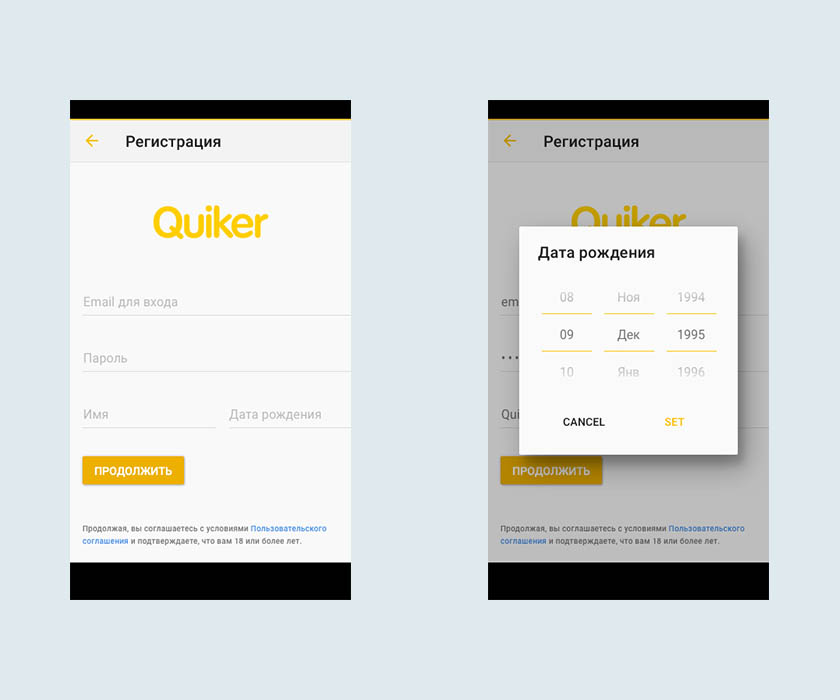 Регистрация
Quiker
Email для входа
Пароль
Имя Дата рождения
ПРОДОЛЖИТЬ
Продолжая, вы соглашаетесь с условиями Пользовательского
соглашения и подтверждаете, что вам 18 или более лет.
Регистрация
Quiker
em
Дата рождения
08 Ноя 1994
09 Дек 1995
10 Янв 1996
Qui
CANCEL SET
ПРОДОЛЖИТЬ
Продолжая, вы соглашаетесь с условиями Пользовательского
соглашения и подтверждаете, что вам 18 или более лет.